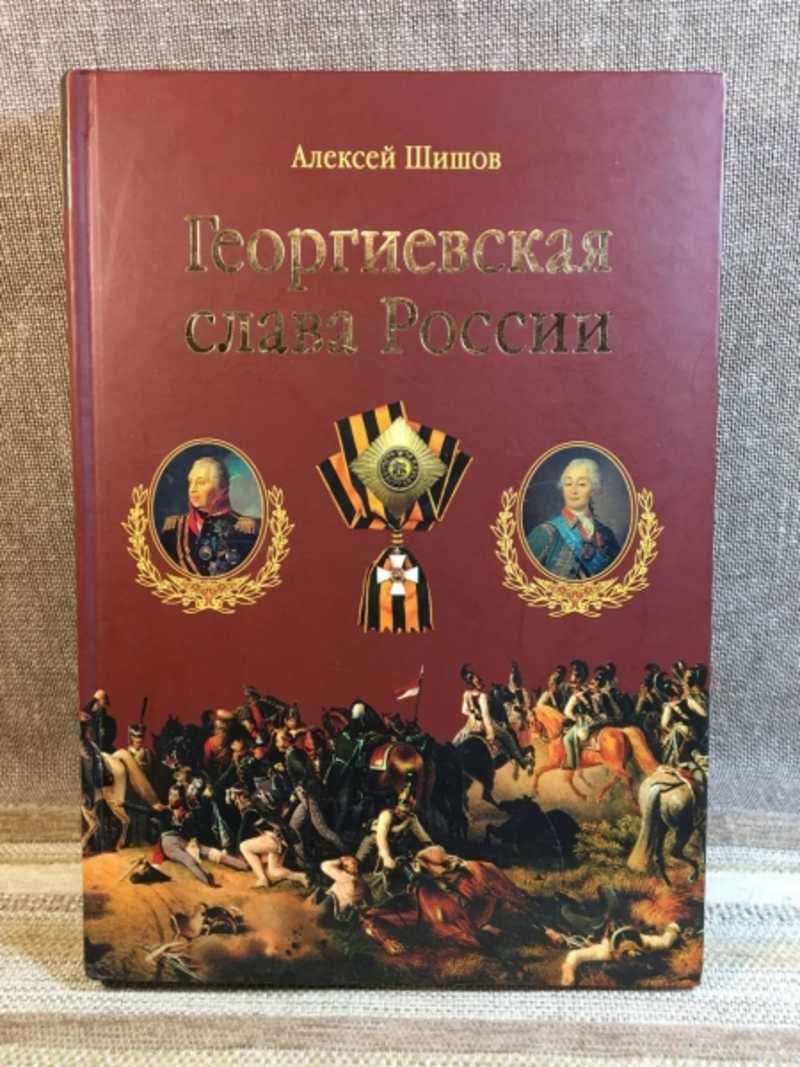 Алексей Шишов
Георгиевская
слава России